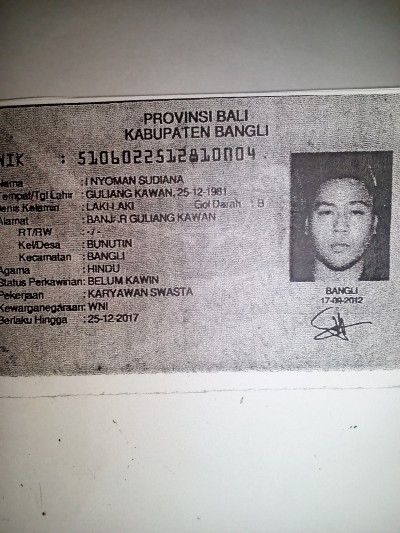 PROVINSI BALI
KABUPATEN BANGLI
NIK : 5106022512810004
Nama : I NYOMAN SUDIANA
Tempat/Tgl Lahir : GULIANG KAWAN, 25-12-1981
Jenis Kelamin : LAKI-LAKI Gol Darah : B
Alamat : BANJAR GULIANG KAWAN
RT/RW : -/-
Kel/Desa : BUNUTIN
Kecamatan : BANGLI
Agama : HINDU
Status Perkawinan : BELUM KAWIN
Pekerjaan : KARYAWAN SWASTA
Kewarganegaraan : WNI
Berlaku Hingga : 25-12-2017
BANGLI
17-09-2012